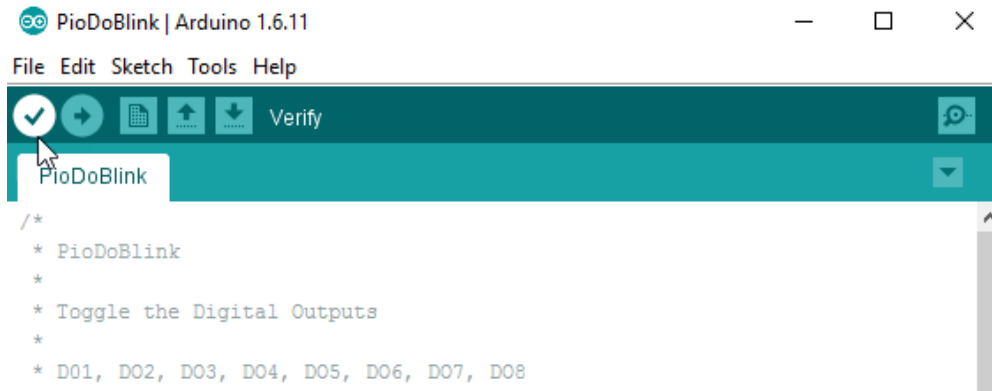 PioDoBlink | Arduino 1.6.11
File Edit Sketch Tools Help
Verify
PioDoBlink
/*
* PioDoBlink
*
* Toggle the Digital Outputs
*
* DO1, DO2, DO3, DO4, DO5, DO6, DO7, DO8